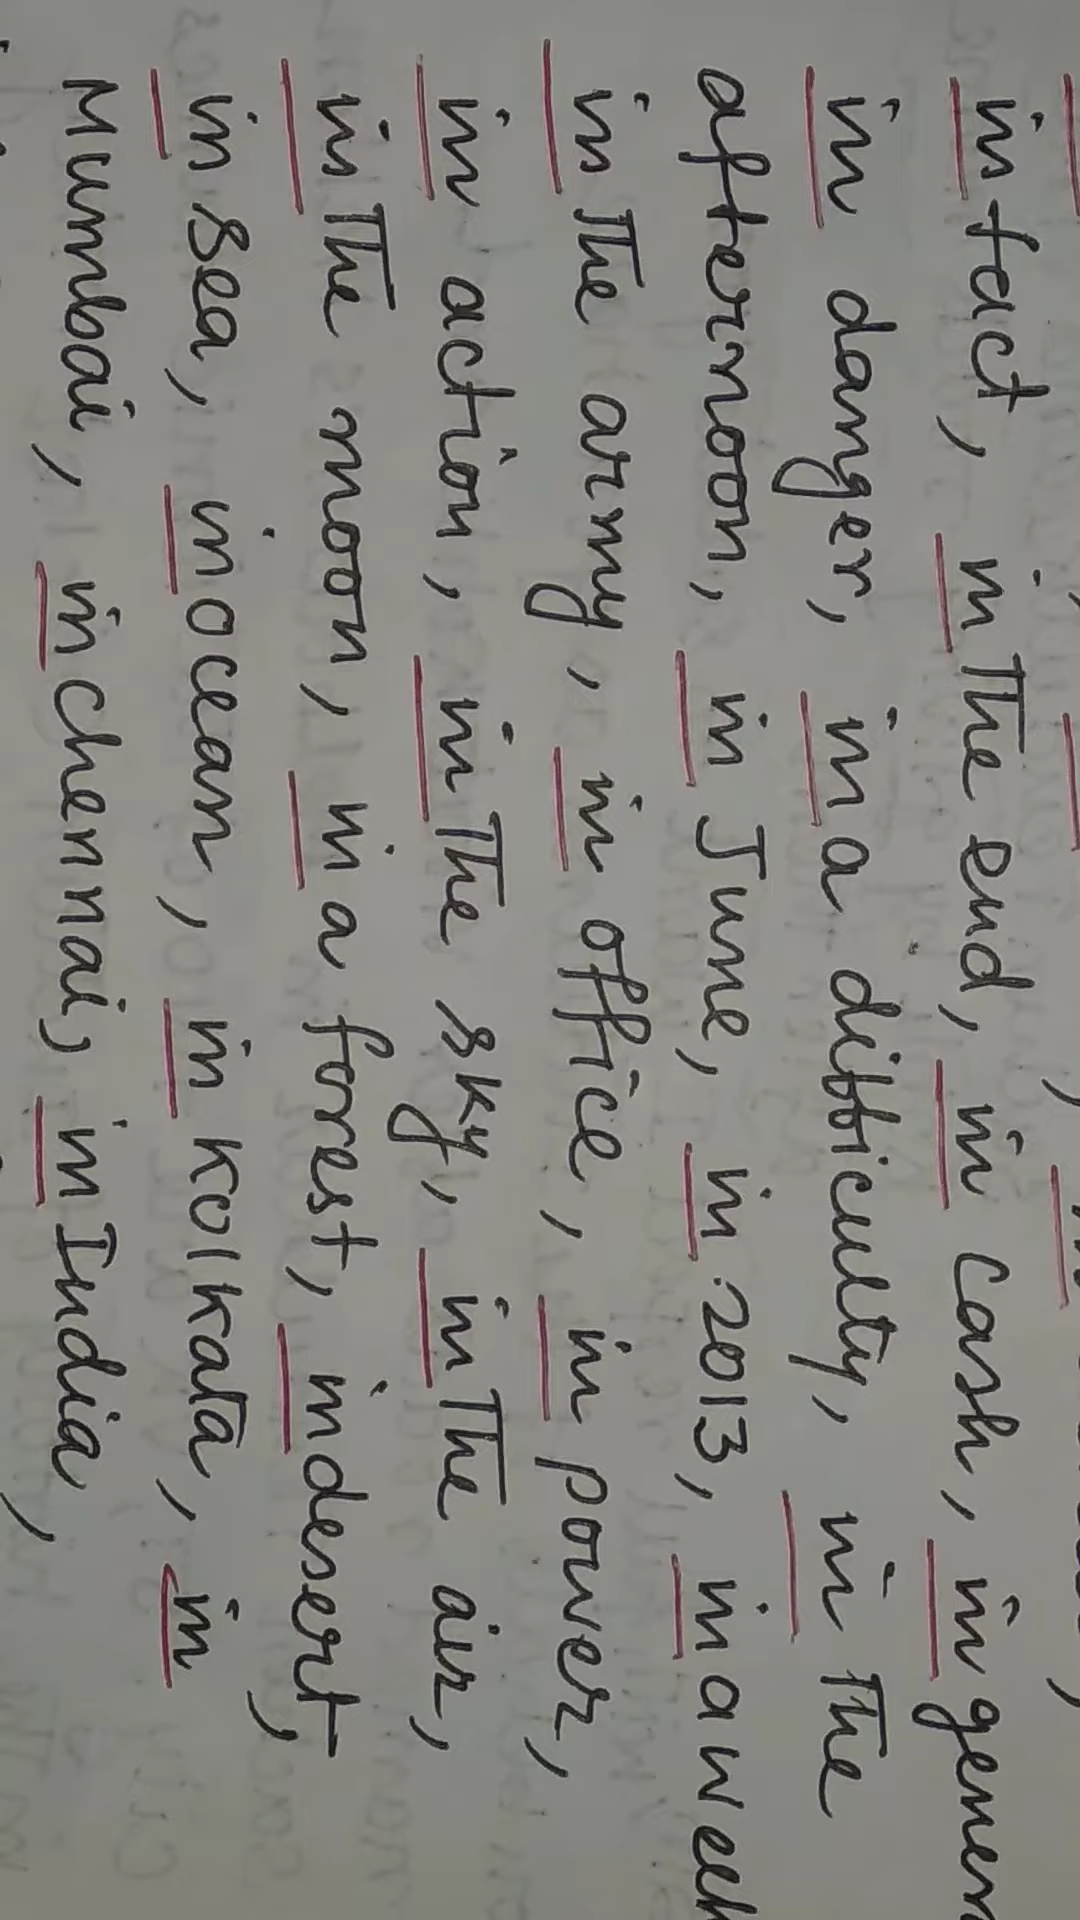 in fact, in The end, in cash, in gener
in danger, in a difficulty, in The
afternoon, in June, in 2013, in a week
in The army, in office, in power,
in action, in The sky, in The air,
in The moon, in a forest, in desert,
in sea, in ocean, in kolkata, in
Mumbai, in chennai, in India,